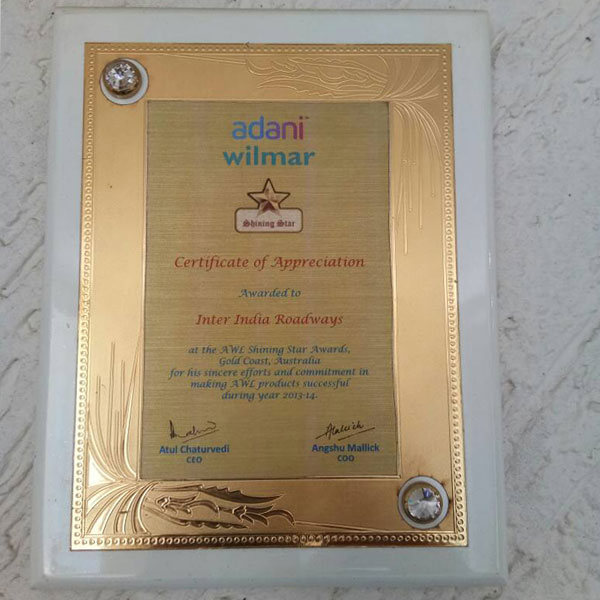 adani
wilmar
Shining Star
Certificate of Appreciation
Awarded to
Inter India Roadways
at the AWL Shining Star Awards,
Gold Coast, Australia
for his sincere efforts and commitment in
making AWL products successful
during year 2013-14.
Atul Chaturvedi
CEO
Angshu Mallick
COO